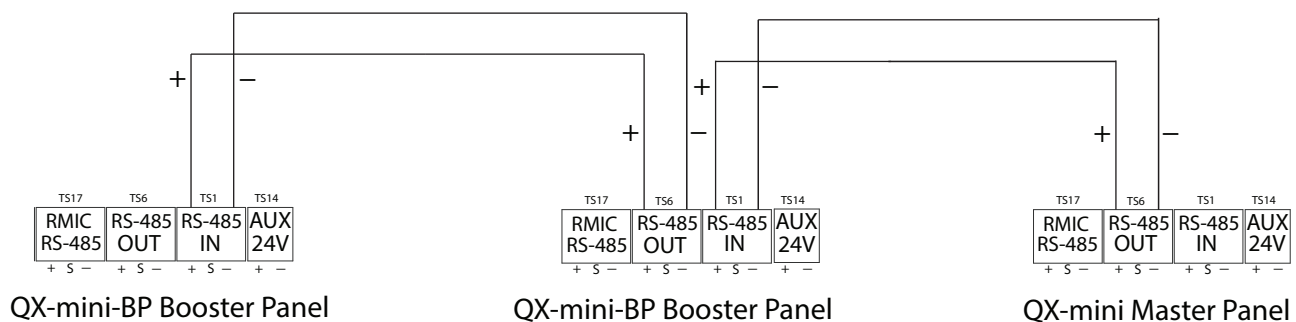 + −
+ −
+ −
+ −
TS17 TS6 TS1 TS14
RMIC RS-485 RS-485 AUX
RS-485 OUT IN 24V
+ S − + S − + S − + −
QX-mini-BP Booster Panel
TS17 TS6 TS1 TS14
RMIC RS-485 RS-485 AUX
RS-485 OUT IN 24V
+ S − + S − + S − + −
QX-mini-BP Booster Panel
TS17 TS6 TS1 TS14
RMIC RS-485 RS-485 AUX
RS-485 OUT IN 24V
+ S − + S − + S − + −
QX-mini Master Panel